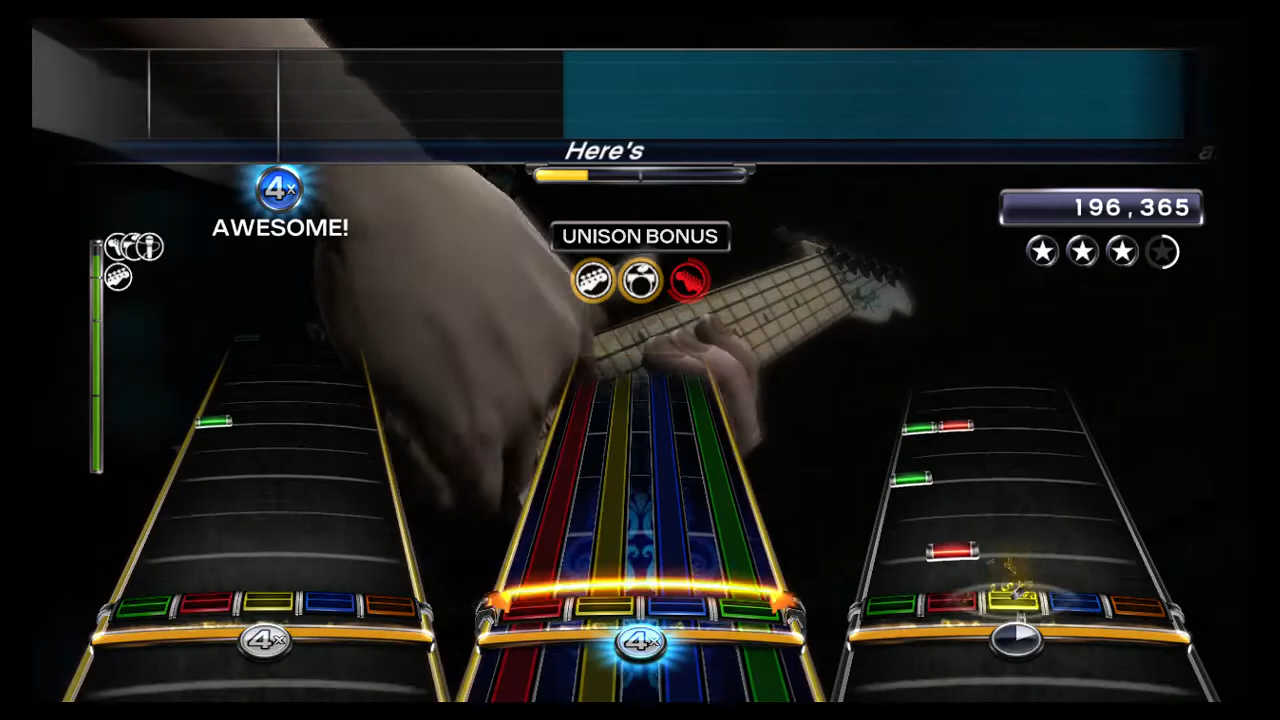 Here's
a
4x
AWESOME!
196,365
UNISON BONUS
4x
4x